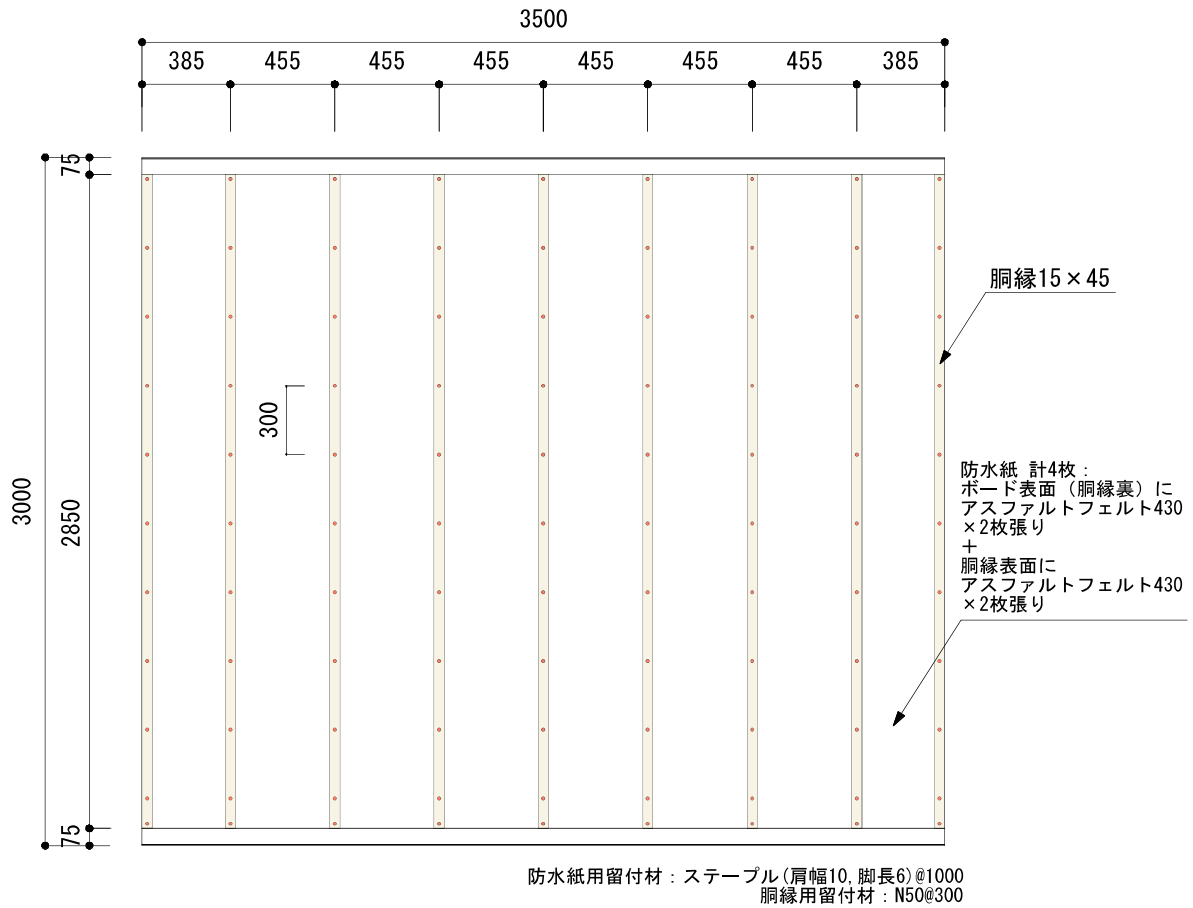 3500
385 455 455 455 455 455 455 385
75
胴縁15×45
300
3000
2850
防水紙 計4枚：
ボード表面（胴縁裏）に
アスファルトフェルト430
×2枚張り
＋
胴縁表面に
アスファルトフェルト430
×2枚張り
75
防水紙用留付材：ステープル(肩幅10,脚長6)@1000
胴縁用留付材：N50@300